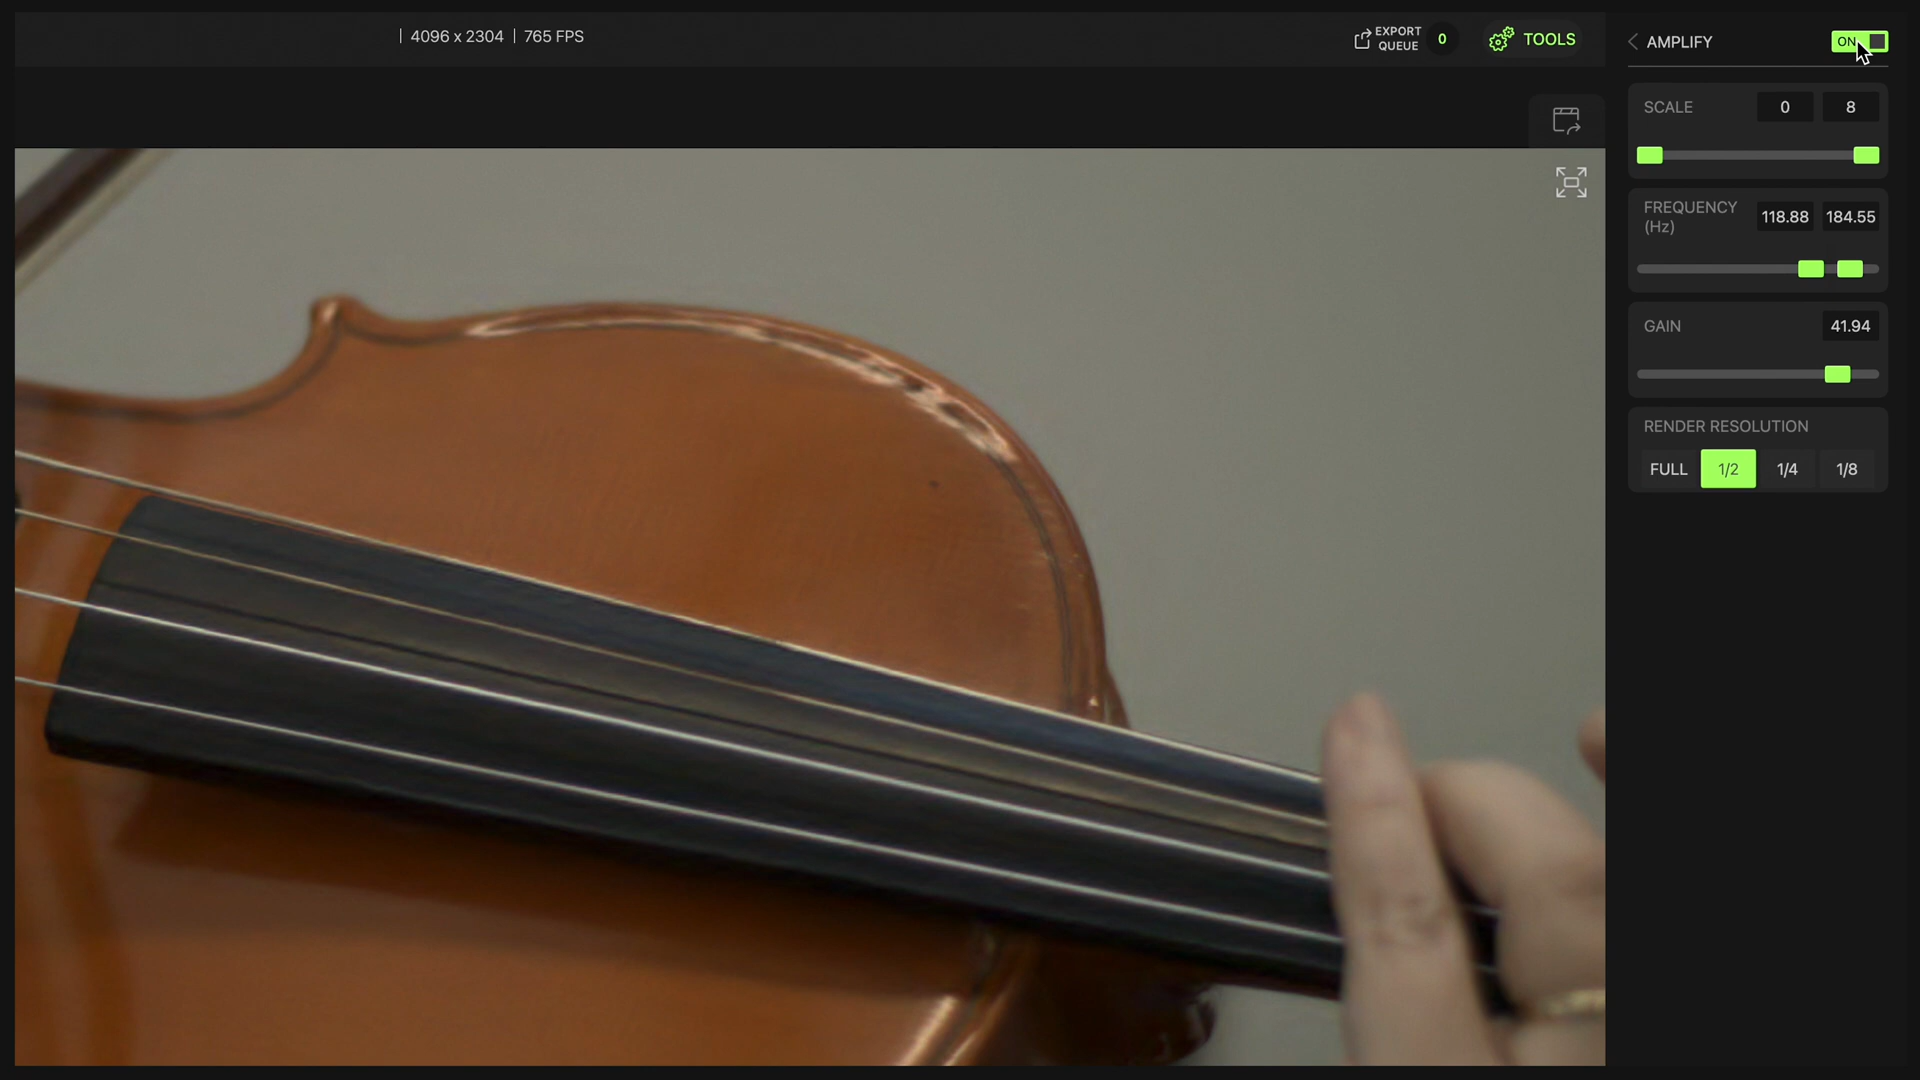 4096 x 2304 | 765 FPS
EXPORT
QUEUE
0
TOOLS
AMPLIFY
ON
SCALE
0
8
FREQUENCY
(Hz)
118.88
184.55
GAIN
41.94
RENDER RESOLUTION
FULL
1/2
1/4
1/8